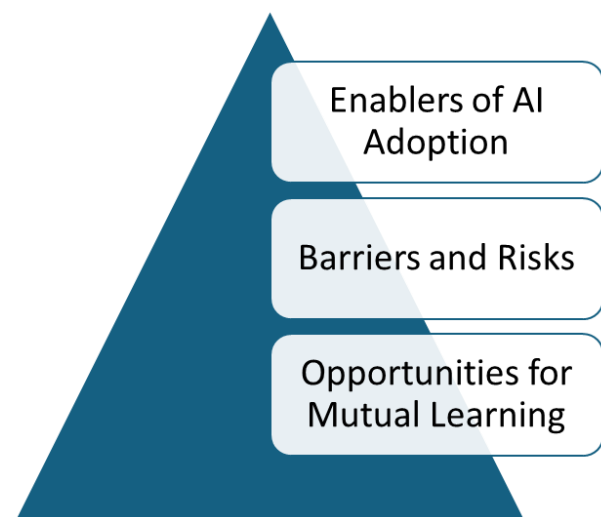 Enablers of AI
Adoption
Barriers and Risks
Opportunities for
Mutual Learning